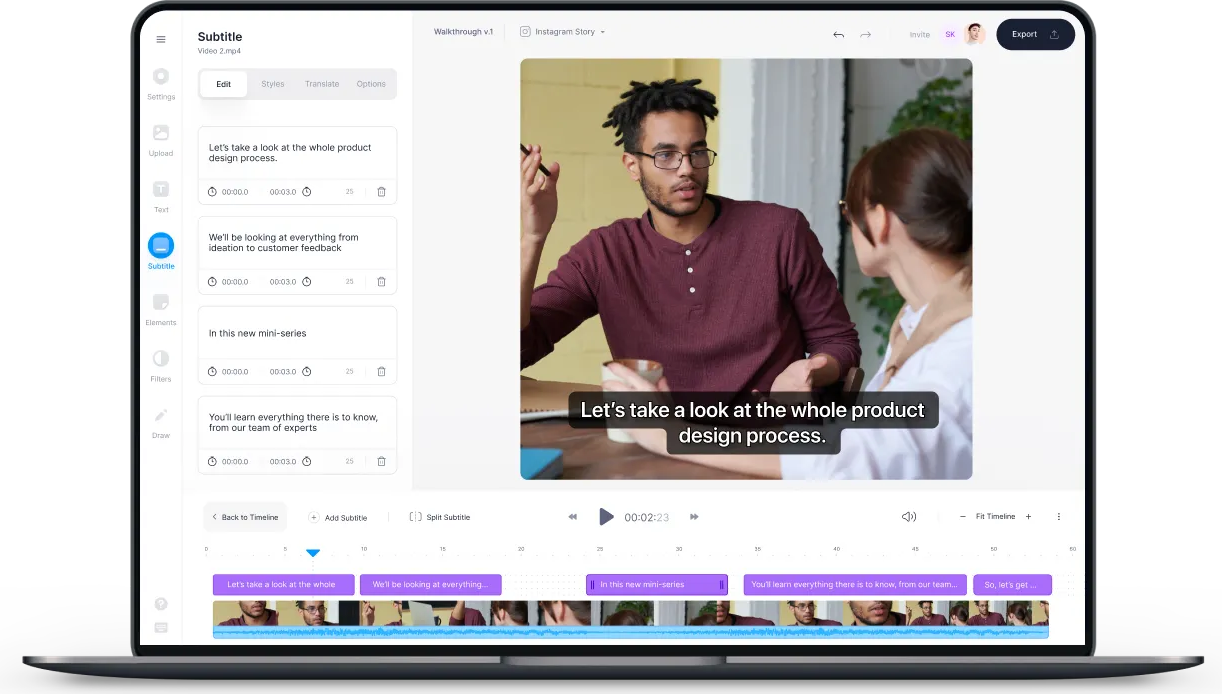 Subtitle
Video 2.mp4
Settings
Upload
Text
Subtitle
Elements
Filters
Draw
Edit
Styles
Translate
Options
Let's take a look at the whole product
design process.
00:00.0
00:03.0
25
We'll be looking at everything from
ideation to customer feedback
00:00.0
00:03.0
25
In this new mini-series
00:00.0
00:03.0
25
You'll learn everything there is to know,
from our team of experts
00:00.0
00:03.0
25
Walkthrough v.1
Instagram Story
Invite
SK
Export
Let's take a look at the whole product
design process.
Back to Timeline
Add Subtitle
Split Subtitle
00:02:23
Fit Timeline
0 5 10 15 20 25 30 35 40 45 50 60
Let's take a look at the whole
We'll be looking at everything...
In this new mini-series
You'll learn everything there is to know, from our team...
So, let's get ...